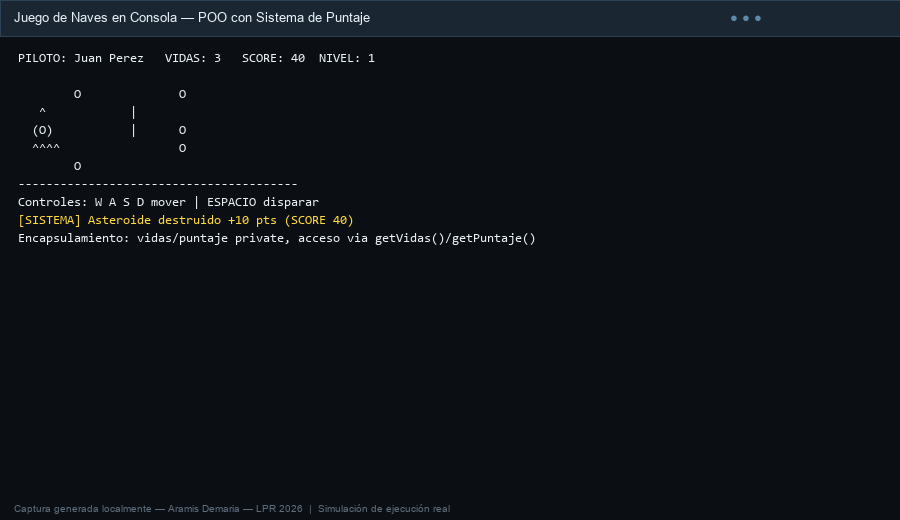 Juego de Naves en Consola — POO con Sistema de Puntaje
PILOTO: Juan Perez   VIDAS: 3   SCORE: 40  NIVEL: 1
        O              O
   ^            |
  (O)           |      O
  ^^^^                 O
        O
----------------------------------------
Controles: W A S D mover | ESPACIO disparar
[SISTEMA] Asteroide destruido +10 pts (SCORE 40)
Encapsulamiento: vidas/puntaje private, acceso via getVidas()/getPuntaje()
Captura generada localmente — Aramis Demaria — LPR 2026 | Simulación de ejecución real